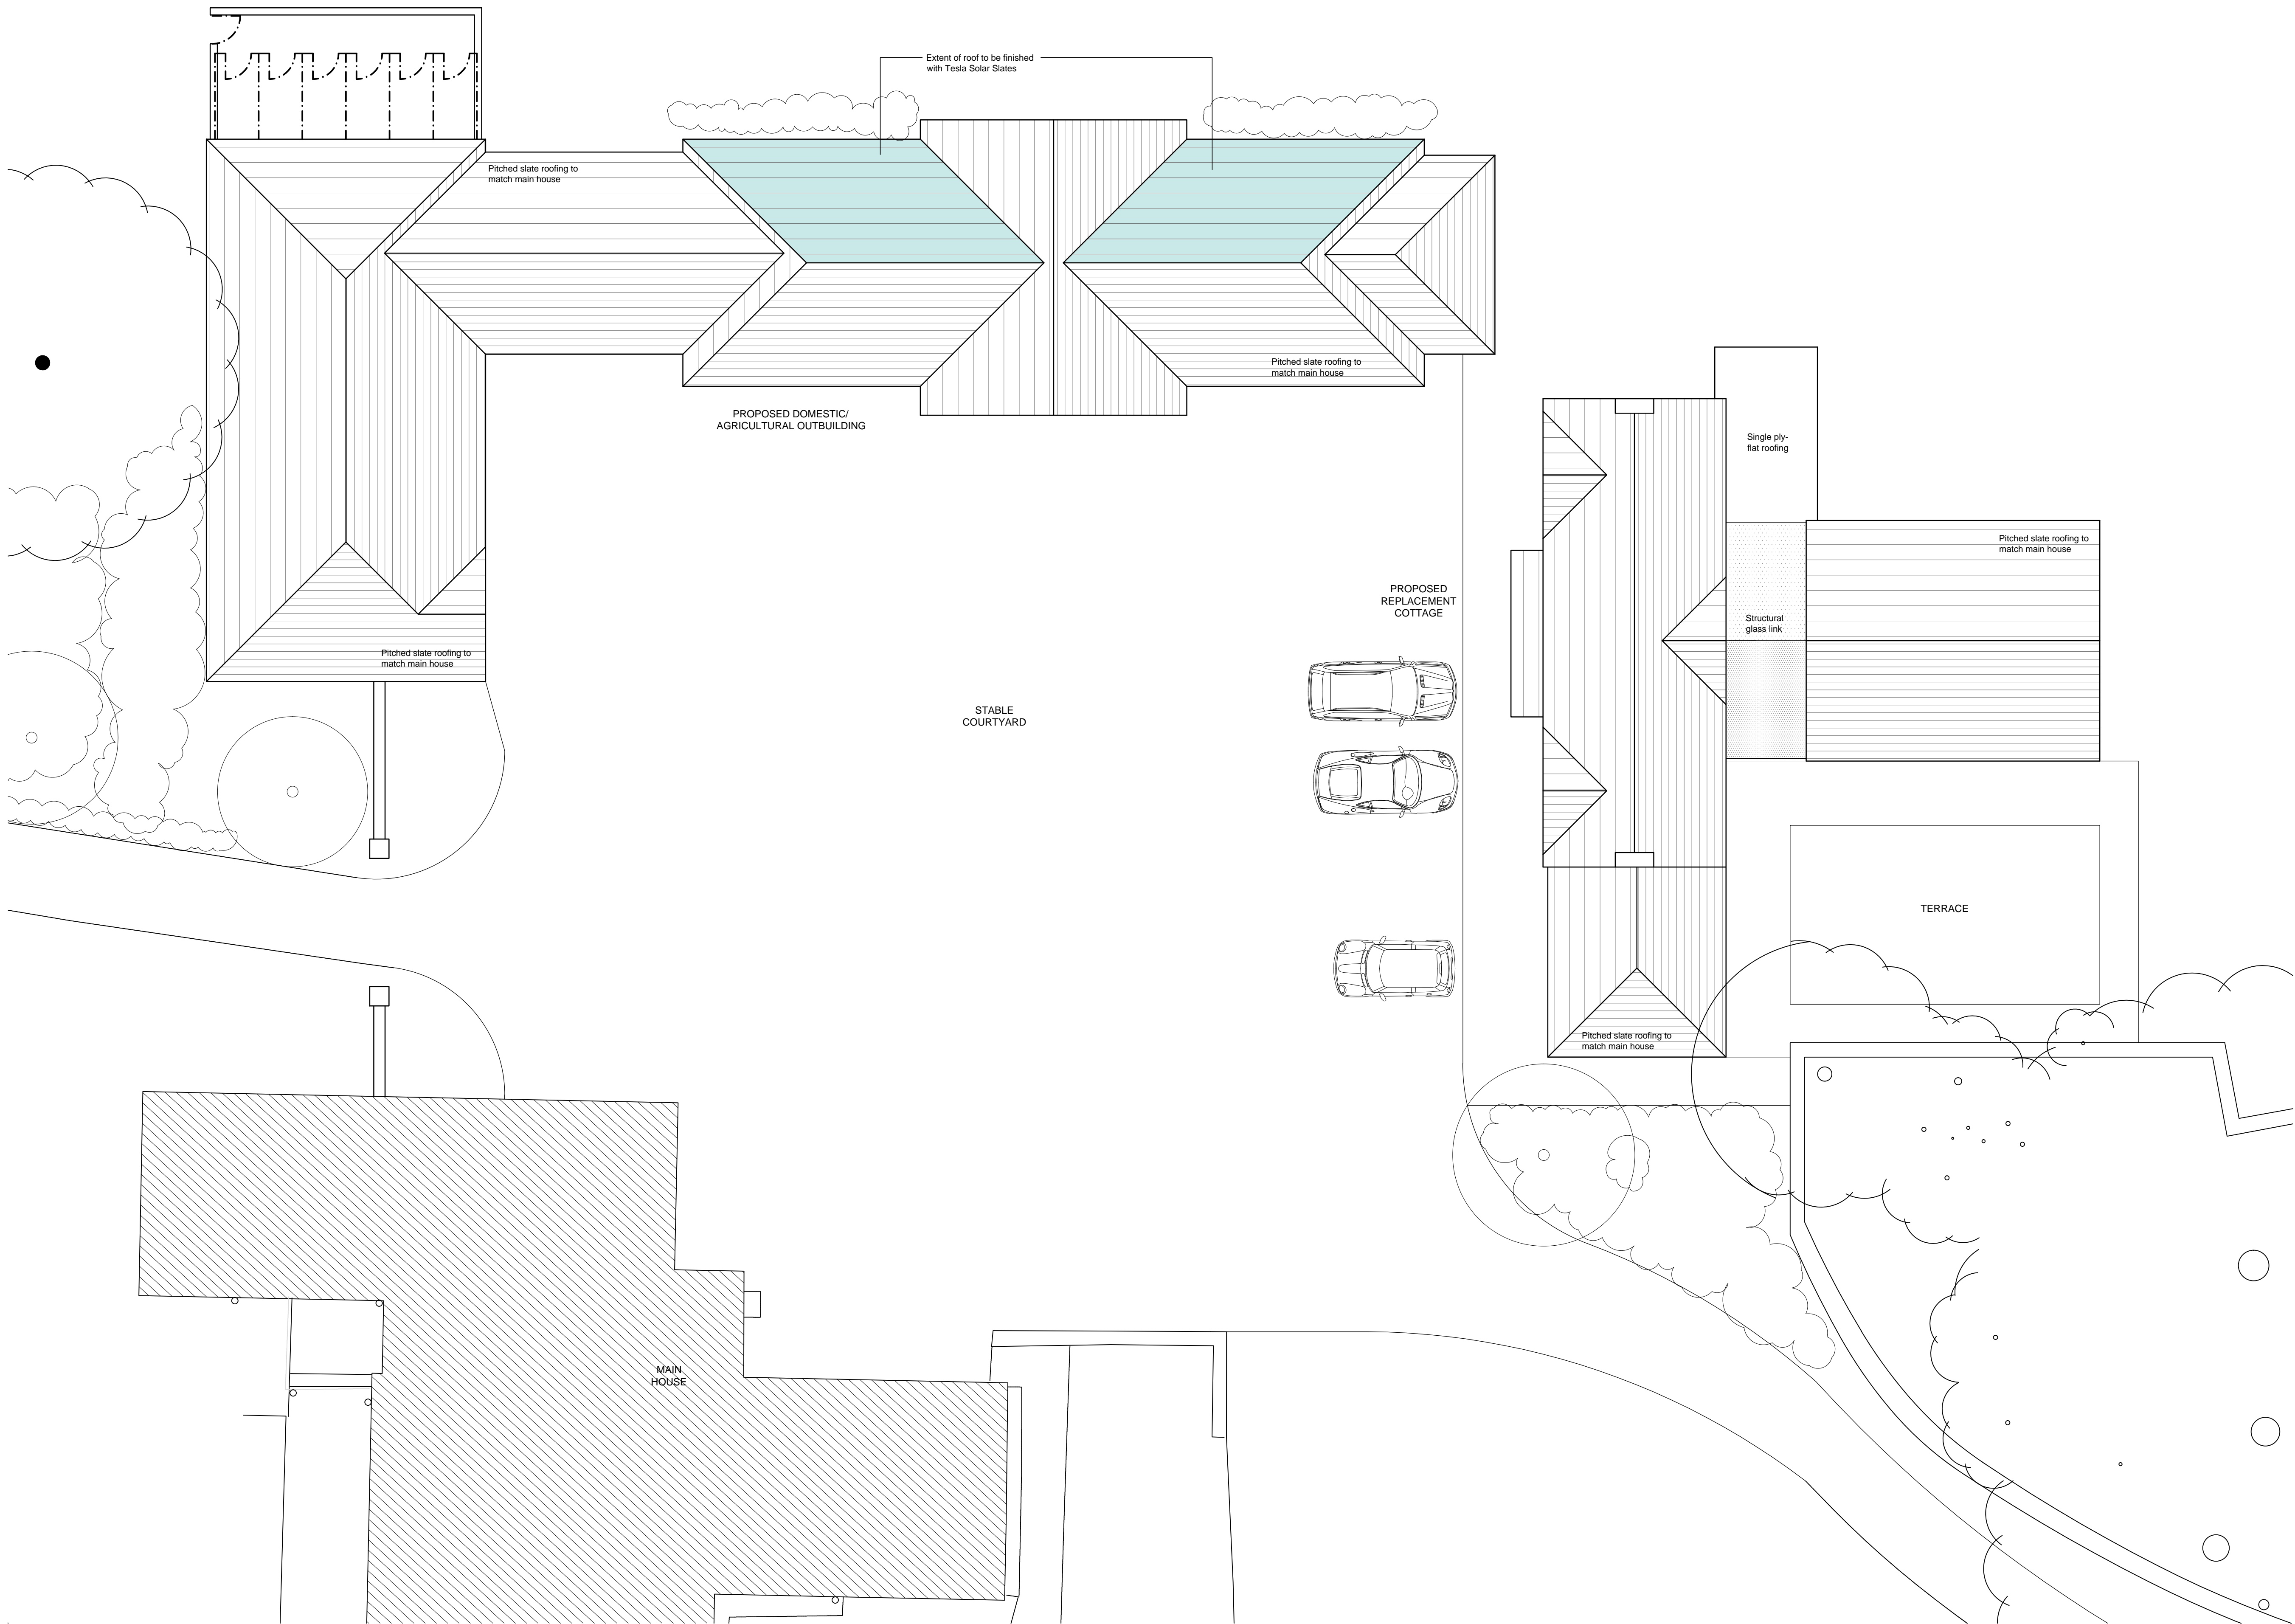 Extent of roof to be finished
with Tesla Solar Slates
Pitched slate roofing to
match main house
Pitched slate roofing to
match main house
PROPOSED DOMESTIC/
AGRICULTURAL OUTBUILDING
Single ply-
flat roofing
Pitched slate roofing to
match main house
PROPOSED
REPLACEMENT
COTTAGE
Structural
glass link
Pitched slate roofing to
match main house
STABLE
COURTYARD
TERRACE
Pitched slate roofing to
match main house
MAIN
HOUSE